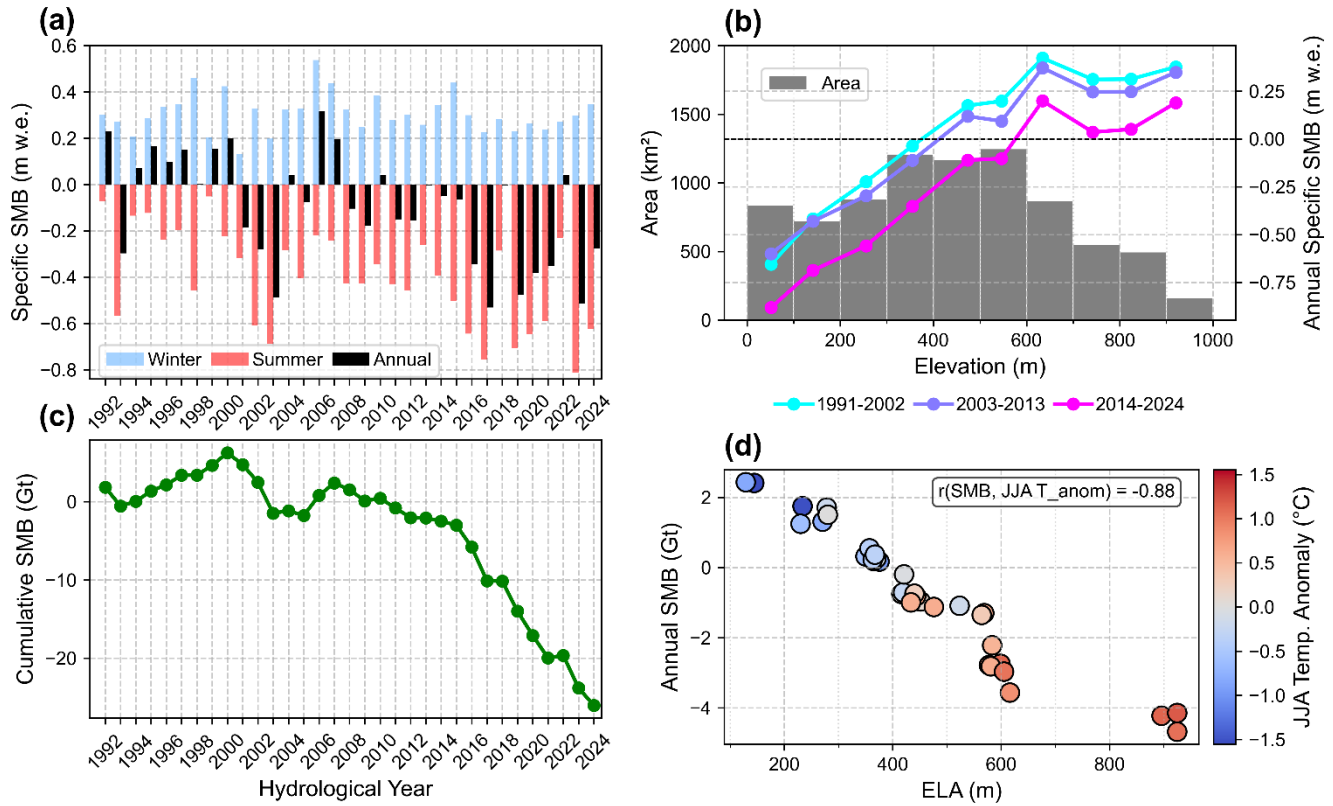 (a)
Specific SMB (m w.e.)
0.6
0.4
0.2
0.0
−0.2
−0.4
−0.6
−0.8
Winter Summer Annual
1992 1994 1996 1998 2000 2002 2004 2006 2008 2010 2012 2014 2016 2018 2020 2022 2024
(b)
Area (km²)
2000
1500
1000
500
0
Area
0.25
0.00
−0.25
−0.50
−0.75
Annual Specific SMB (m w.e.)
0 200 400 600 800 1000
Elevation (m)
1991-2002 2003-2013 2014-2024
(c)
Cumulative SMB (Gt)
0
−10
−20
1992 1994 1996 1998 2000 2002 2004 2006 2008 2010 2012 2014 2016 2018 2020 2022 2024
Hydrological Year
(d)
Annual SMB (Gt)
2
0
−2
−4
r(SMB, JJA T_anom) = -0.88
200 400 600 800
ELA (m)
1.5
1.0
0.5
0.0
−0.5
−1.0
−1.5
JJA Temp. Anomaly (°C)